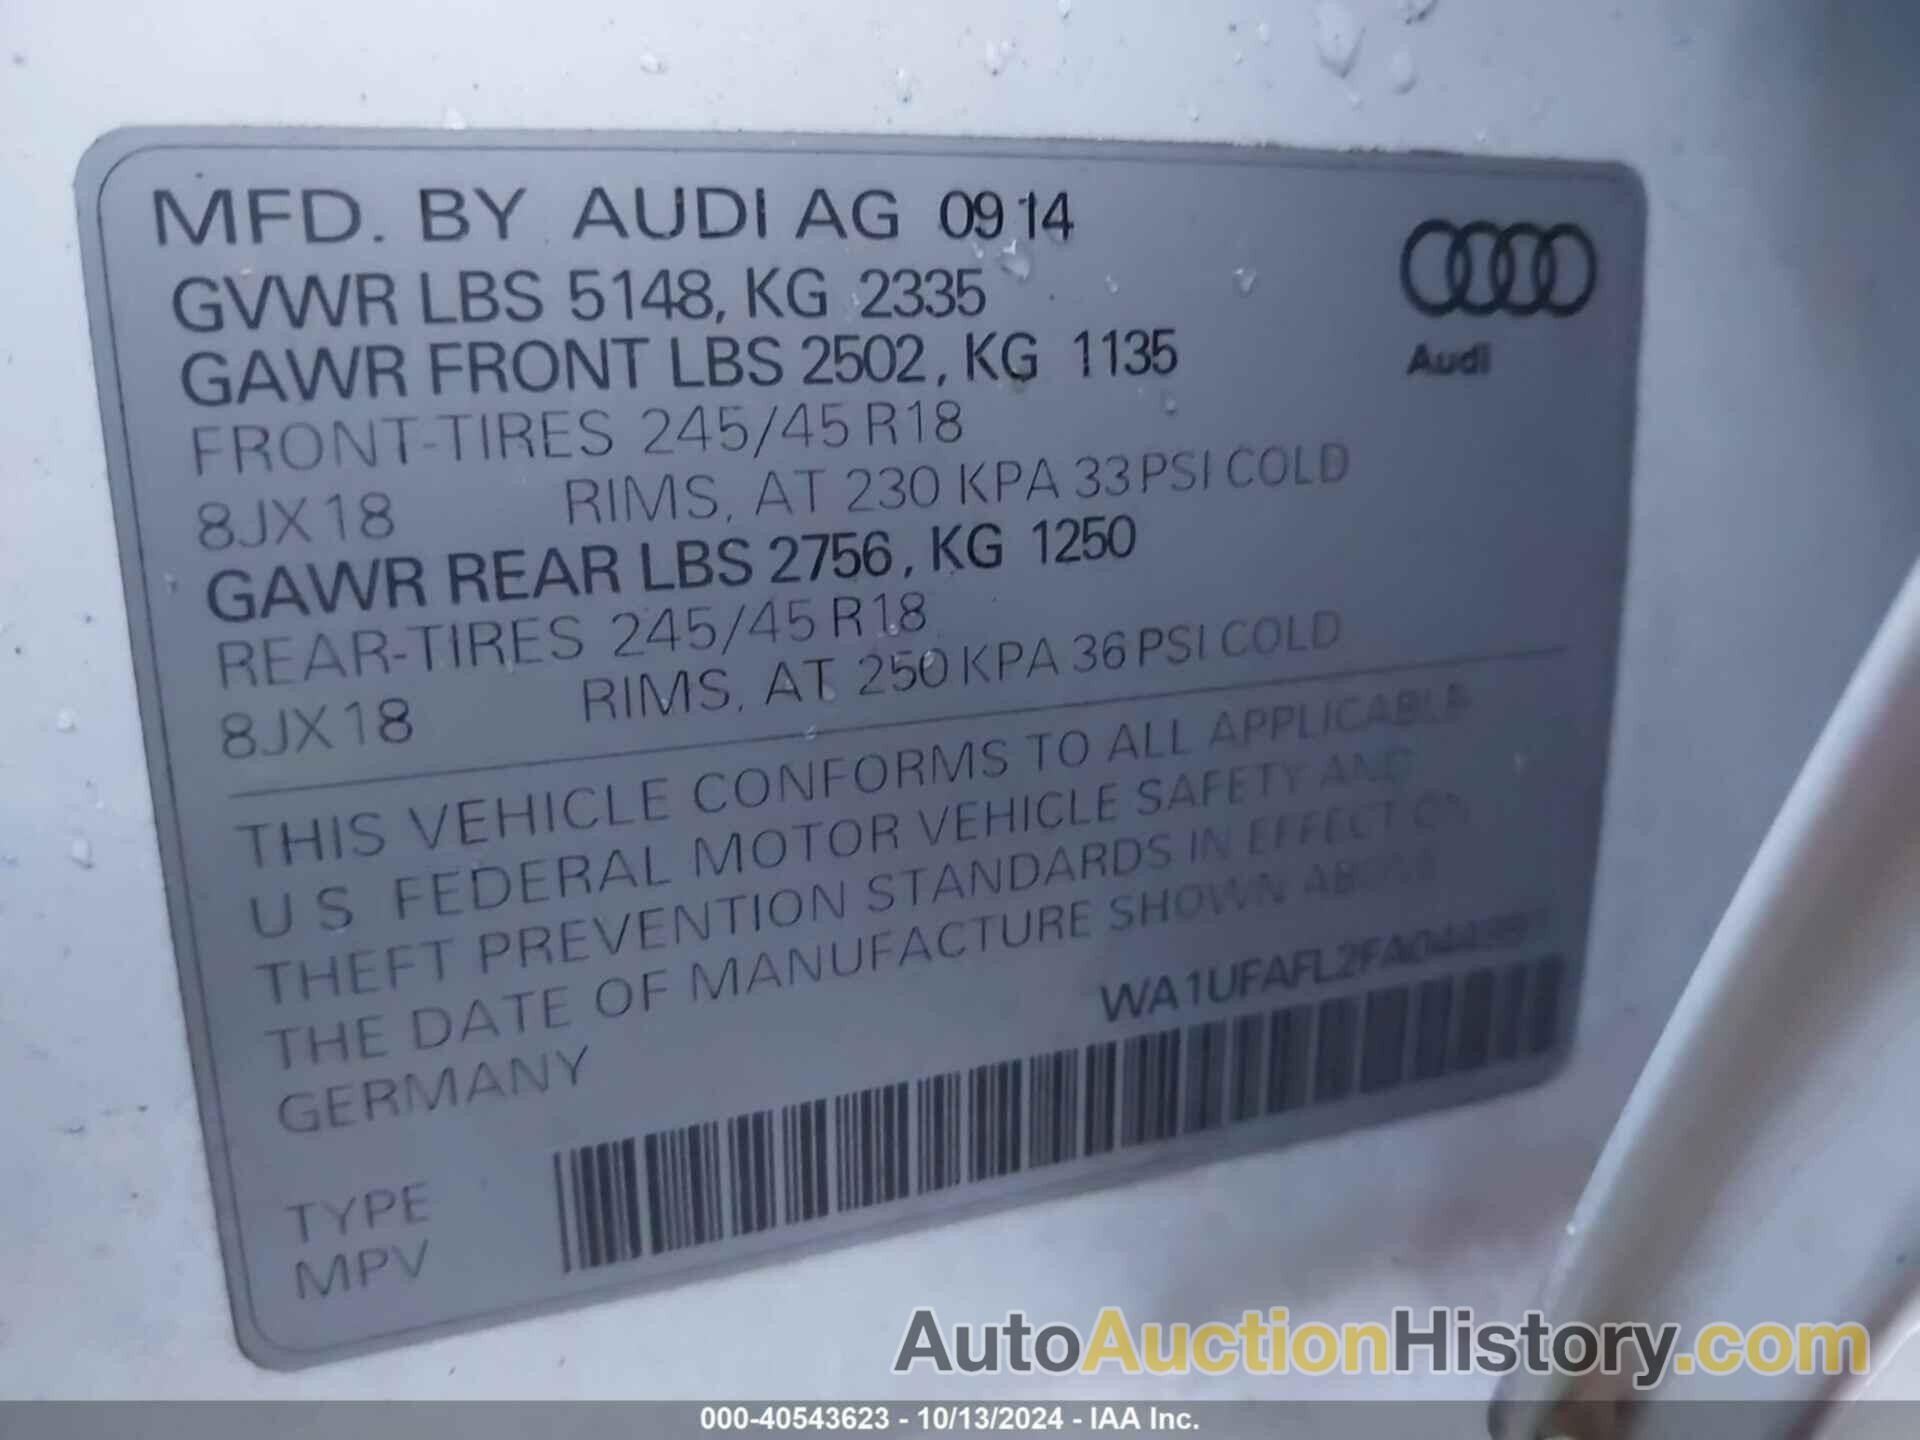 MFD. BY AUDI AG 09 14
GVWR LBS 5148, KG 2335
GAWR FRONT LBS 2502, KG 1135
Audi
FRONT-TIRES 245/45 R18
8JX18 RIMS, AT 230 KPA 33 PSI COLD
GAWR REAR LBS 2756, KG 1250
REAR-TIRES 245/45 R18
8JX18 RIMS, AT 250 KPA 36 PSI COLD
THIS VEHICLE CONFORMS TO ALL APPLICABLE
U S FEDERAL MOTOR VEHICLE SAFETY AND
THEFT PREVENTION STANDARDS IN EFFECT ON
THE DATE OF MANUFACTURE SHOWN ABOVE
GERMANY
TYPE
MPV
AutoAuctionHistory.com
000-40543623 - 10/13/2024 - IAA Inc.